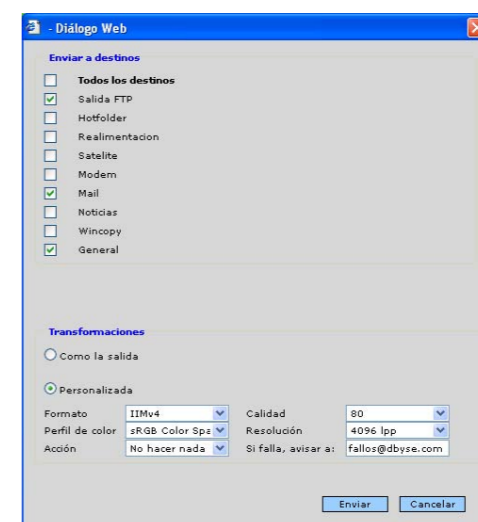 - Diálogo Web
Enviar a destinos
Todos los destinos
Salida FTP
Hotfolder
Realimentacion
Satelite
Modem
Mail
Noticias
Wincopy
General
Transformaciones
Como la salida
Personalizada
Formato IIMv4 Calidad 80
Perfil de color sRGB Color Spa Resolución 4096 lpp
Acción No hacer nada Si falla, avisar a: fallos@dbyse.com
Enviar Cancelar